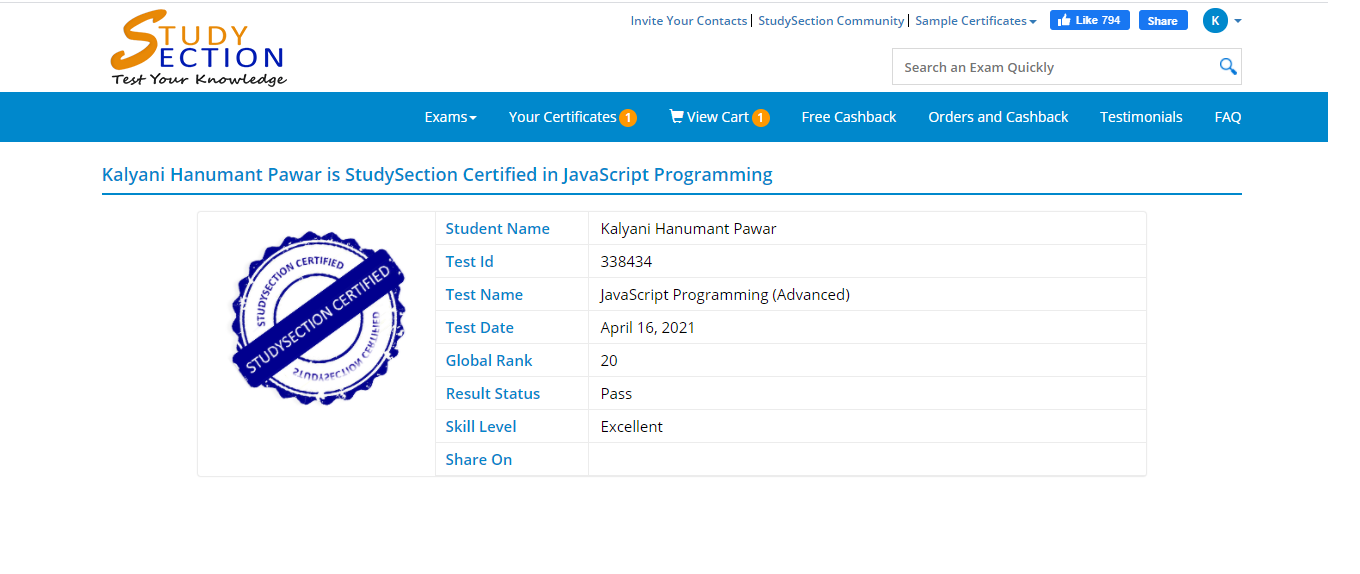 STUDY
SECTION
Test Your Knowledge
Invite Your Contacts | StudySection Community | Sample Certificates
Like 794
Share
K
Search an Exam Quickly
Exams
Your Certificates 1
View Cart 1
Free Cashback
Orders and Cashback
Testimonials
FAQ
Kalyani Hanumant Pawar is StudySection Certified in JavaScript Programming
STUDYSECTION CERTIFIED
STUDYSECTION CERTIFIED
STUDYSECTION CERTIFIED
Student Name Kalyani Hanumant Pawar
Test Id 338434
Test Name JavaScript Programming (Advanced)
Test Date April 16, 2021
Global Rank 20
Result Status Pass
Skill Level Excellent
Share On